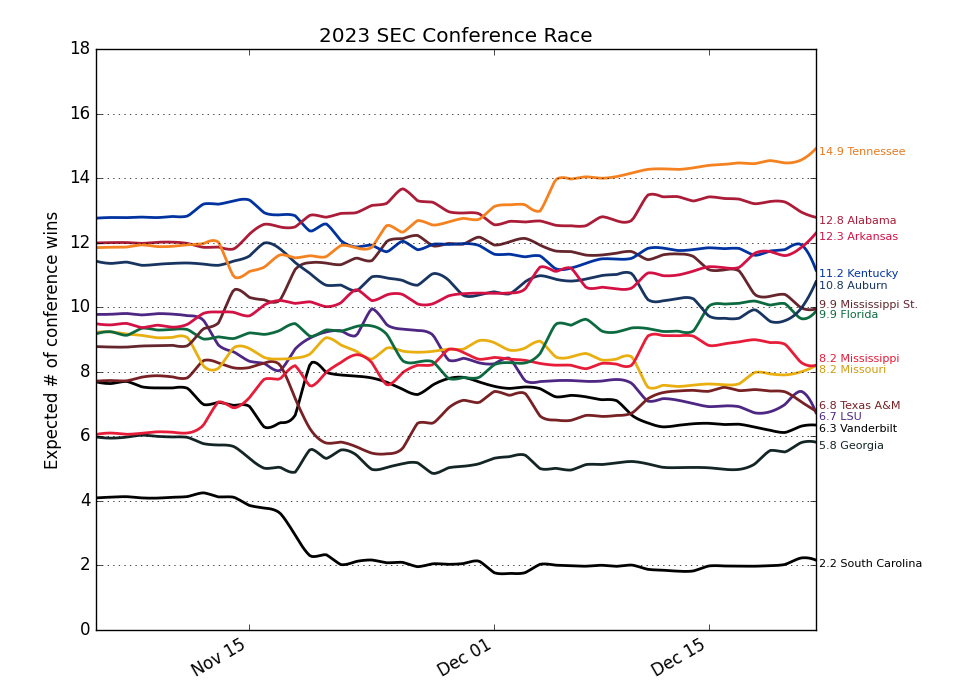 2023 SEC Conference Race
Expected # of conference wins
18
16
14
12
10
8
6
4
2
0
Nov 15
Dec 01
Dec 15
14.9 Tennessee
12.8 Alabama
12.3 Arkansas
11.2 Kentucky
10.8 Auburn
9.9 Mississippi St.
9.9 Florida
8.2 Mississippi
8.2 Missouri
6.8 Texas A&M
6.7 LSU
6.3 Vanderbilt
5.8 Georgia
2.2 South Carolina